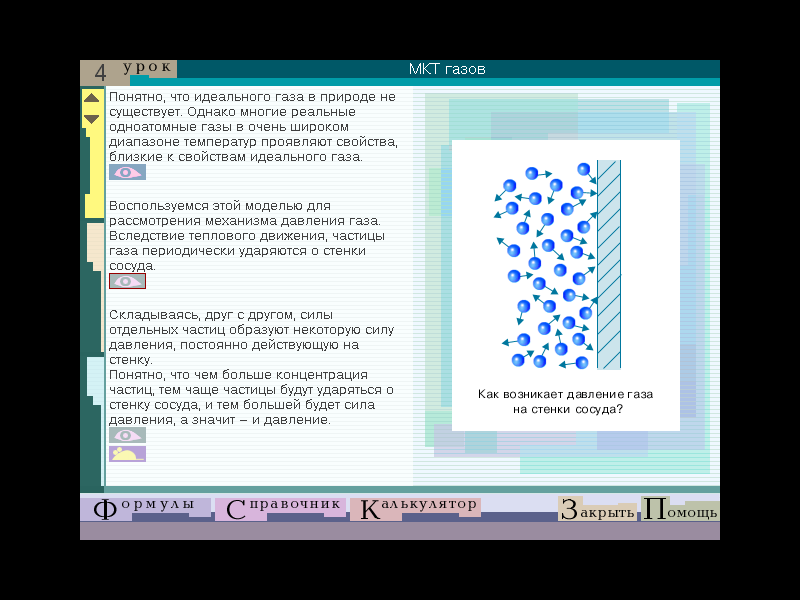 4 урок
МКТ газов
Понятно, что идеального газа в природе не
существует. Однако многие реальные
одноатомные газы в очень широком
диапазоне температур проявляют свойства,
близкие к свойствам идеального газа.
Воспользуемся этой моделью для
рассмотрения механизма давления газа.
Вследствие теплового движения, частицы
газа периодически ударяются о стенки
сосуда.
Складываясь, друг с другом, силы
отдельных частиц образуют некоторую силу
давления, постоянно действующую на
стенку.
Понятно, что чем больше концентрация
частиц, тем чаще частицы будут ударяться о
стенку сосуда, и тем большей будет сила
давления, а значит – и давление.
Как возникает давление газа
на стенки сосуда?
Формулы Справочник Калькулятор Закрыть Помощь